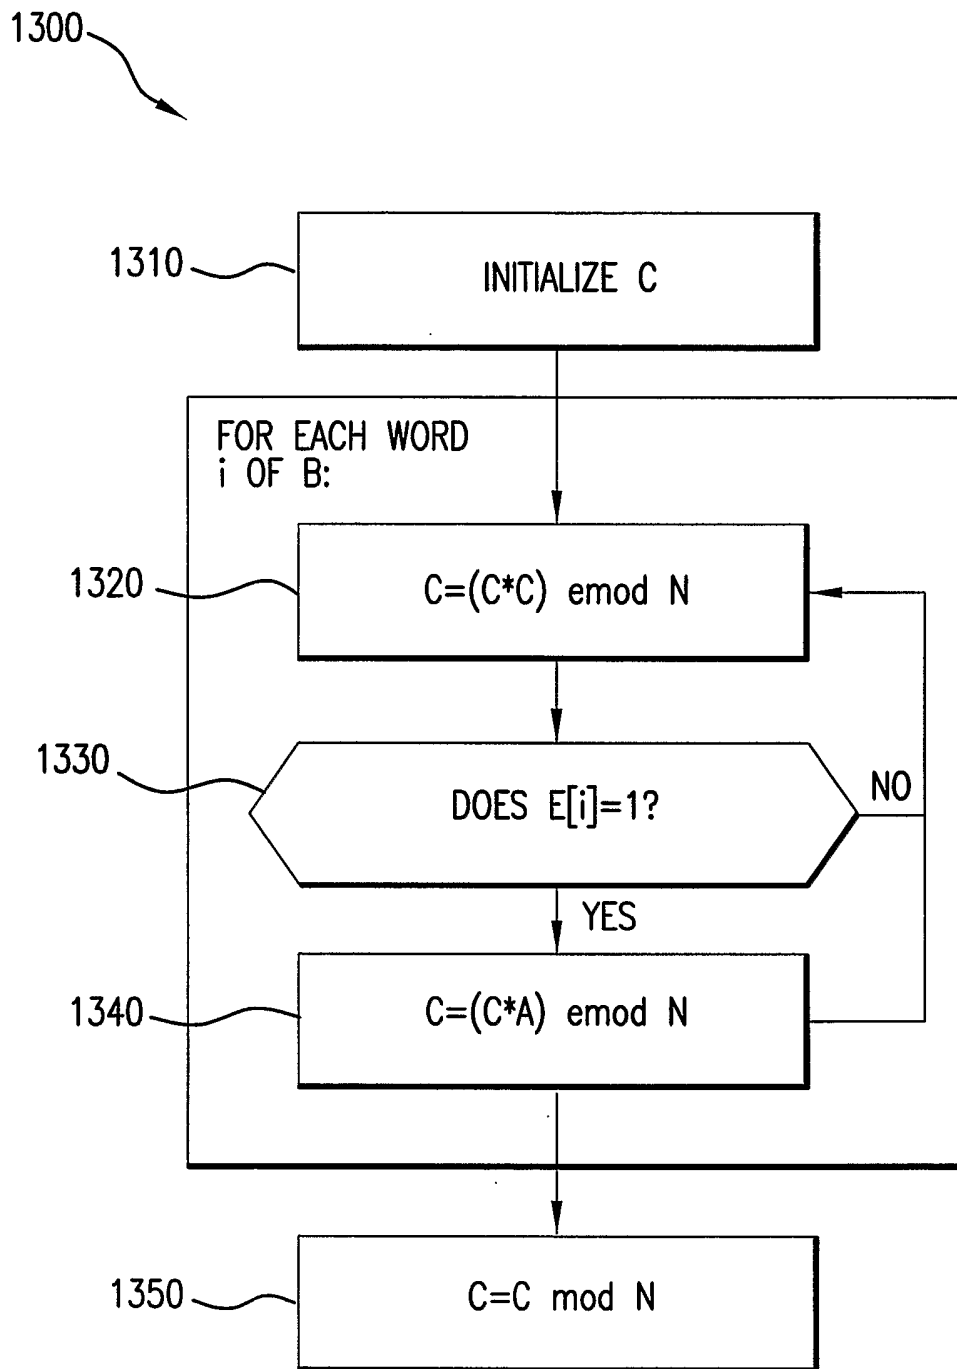 1300
1310
INITIALIZE C
FOR EACH WORD
i OF B:
1320
C=(C*C) emod N
1330
DOES E[i]=1?
NO
YES
1340
C=(C*A) emod N
1350
C=C mod N